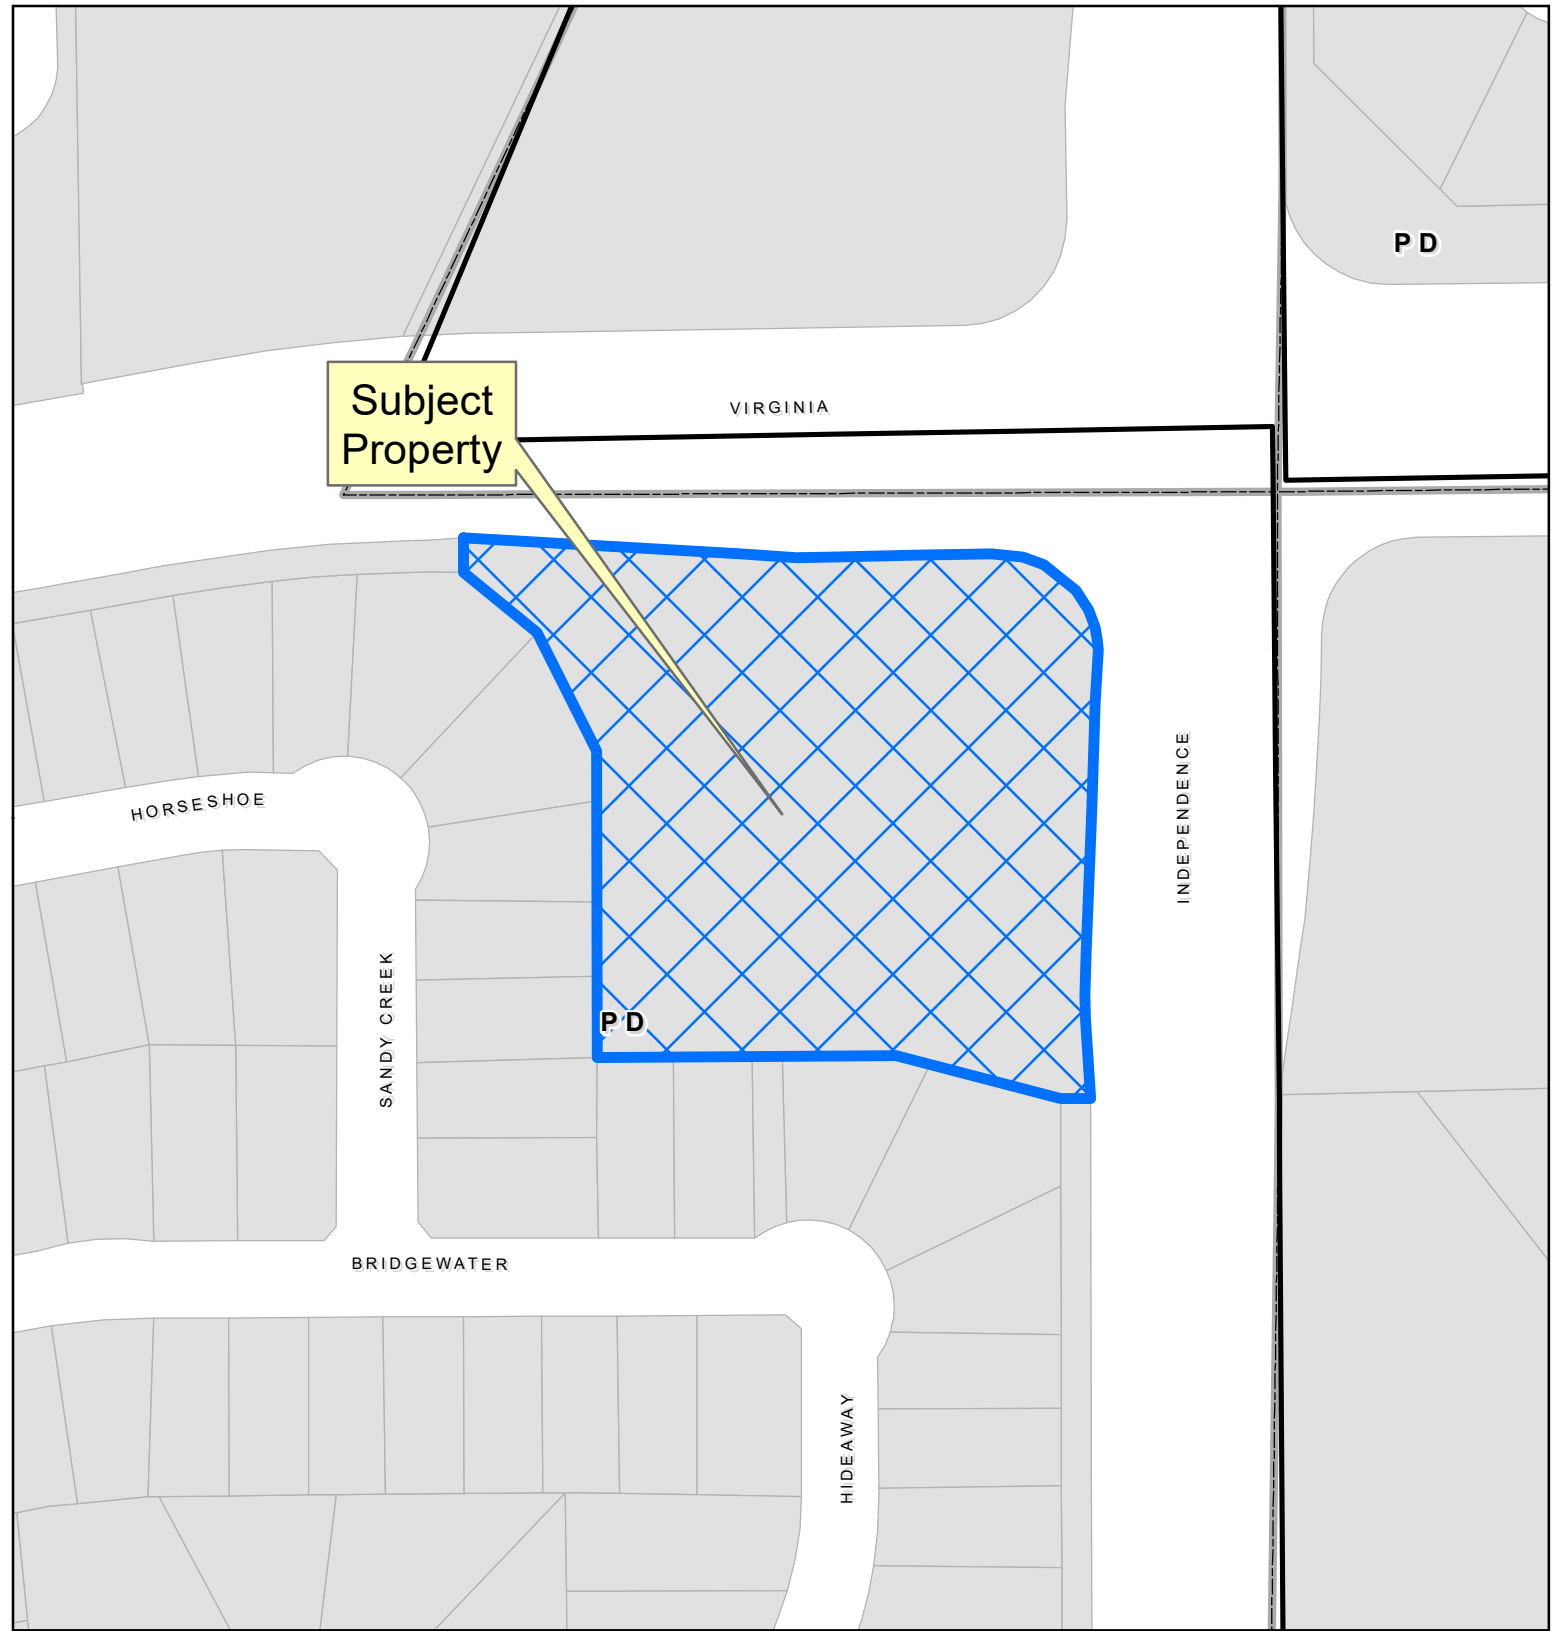 PD
Subject
Property
VIRGINIA
INDEPENDENCE
HORSESHOE
SANDY CREEK
PD
BRIDGEWATER
HIDEAWAY